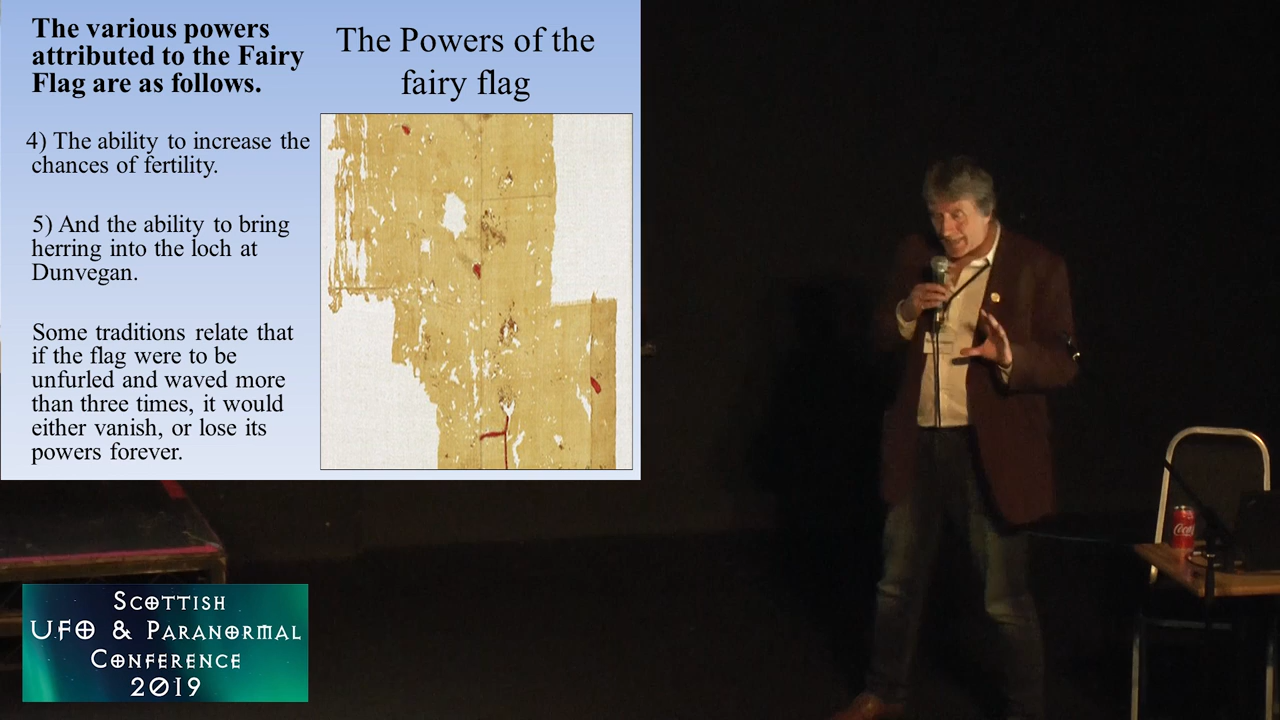 The various powers
attributed to the Fairy
Flag are as follows.
The Powers of the
fairy flag
4) The ability to increase the
chances of fertility.
5) And the ability to bring
herring into the loch at
Dunvegan.
Some traditions relate that
if the flag were to be
unfurled and waved more
than three times, it would
either vanish, or lose its
powers forever.
Scottish
UFO & Paranormal
Conference
2019